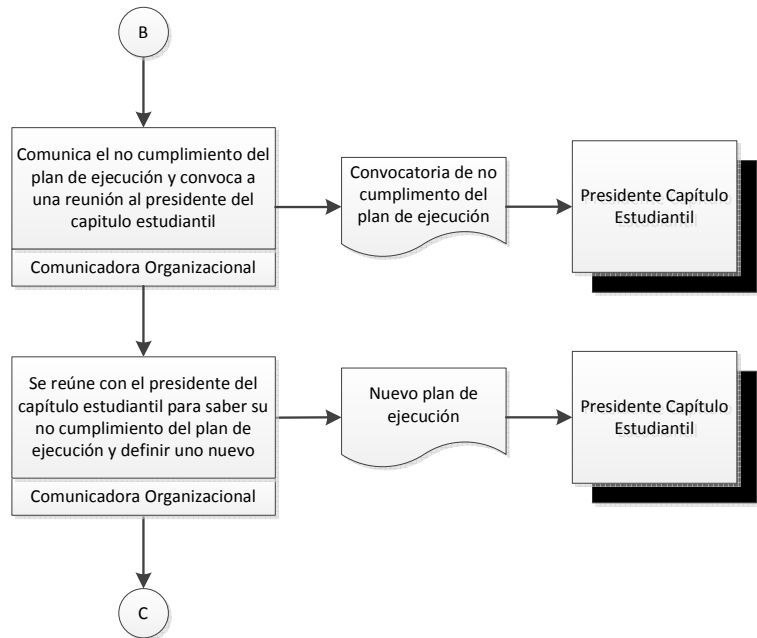 B
Comunica el no cumplimiento del
plan de ejecución y convoca a
una reunión al presidente del
capitulo estudiantil
Comunicadora Organizacional
Convocatoria de no
cumplimento del
plan de ejecución
Presidente Capítulo
Estudiantil
Se reúne con el presidente del
capítulo estudiantil para saber su
no cumplimiento del plan de
ejecución y definir uno nuevo
Comunicadora Organizacional
Nuevo plan de
ejecución
Presidente Capítulo
Estudiantil
C